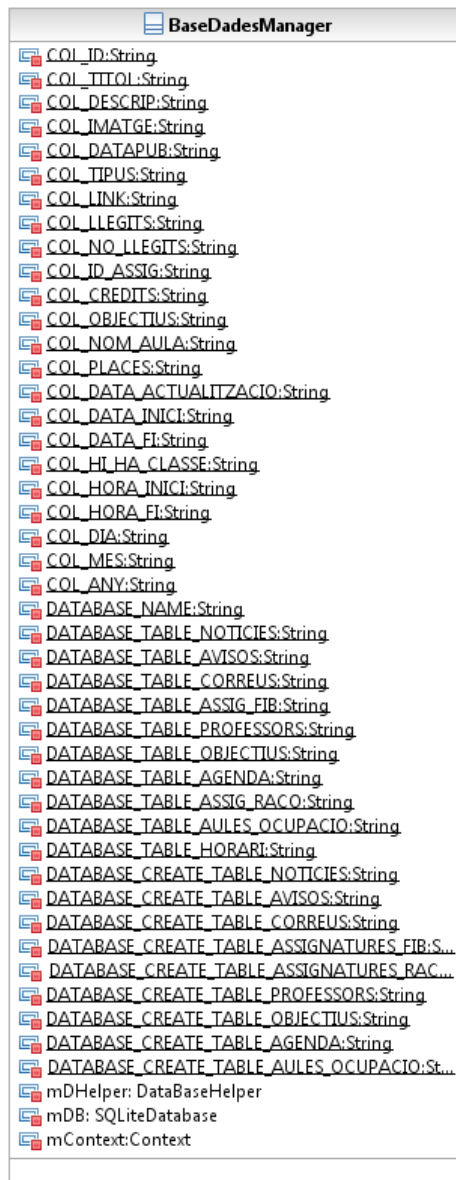 BaseDadesManager
COL_ID:String
COL_TITOL:String
COL_DESCRIP:String
COL_IMATGE:String
COL_DATAPUB:String
COL_TIPUS:String
COL_LINK:String
COL_LLEGITS:String
COL_NO_LLEGITS:String
COL_ID_ASSIG:String
COL_CREDITS:String
COL_OBJECTIUS:String
COL_NOM_AULA:String
COL_PLACES:String
COL_DATA_ACTUALITZACIO:String
COL_DATA_INICI:String
COL_DATA_FI:String
COL_HI_HA_CLASSE:String
COL_HORA_INICI:String
COL_HORA_FI:String
COL_DIA:String
COL_MES:String
COL_ANY:String
DATABASE_NAME:String
DATABASE_TABLE_NOTICIES:String
DATABASE_TABLE_AVISOS:String
DATABASE_TABLE_CORREUS:String
DATABASE_TABLE_ASSIG_FIB:String
DATABASE_TABLE_PROFESSORS:String
DATABASE_TABLE_OBJECTIUS:String
DATABASE_TABLE_AGENDA:String
DATABASE_TABLE_ASSIG_RACO:String
DATABASE_TABLE_AULES_OCUPACIO:String
DATABASE_TABLE_HORARI:String
DATABASE_CREATE_TABLE_NOTICIES:String
DATABASE_CREATE_TABLE_AVISOS:String
DATABASE_CREATE_TABLE_CORREUS:String
DATABASE_CREATE_TABLE_ASSIGNATURES_FIB:S...
DATABASE_CREATE_TABLE_ASSIGNATURES_RAC...
DATABASE_CREATE_TABLE_PROFESSORS:String
DATABASE_CREATE_TABLE_OBJECTIUS:String
DATABASE_CREATE_TABLE_AGENDA:String
DATABASE_CREATE_TABLE_AULES_OCUPACIO:St...
mDHelper: DataBaseHelper
mDB: SQLiteDatabase
mContext:Context